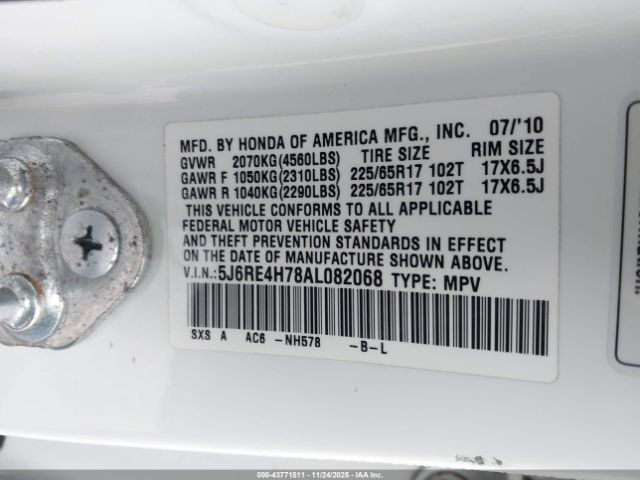 MFD. BY HONDA OF AMERICA MFG., INC. 07/'10
GVWR 2070KG(4560LBS) TIRE SIZE RIM SIZE
GAWR F 1050KG(2310LBS) 225/65R17 102T 17X6.5J
GAWR R 1040KG(2290LBS) 225/65R17 102T 17X6.5J
THIS VEHICLE CONFORMS TO ALL APPLICABLE
FEDERAL MOTOR VEHICLE SAFETY
AND THEFT PREVENTION STANDARDS IN EFFECT
ON THE DATE OF MANUFACTURE SHOWN ABOVE.
V.I.N.: 5J6RE4H78AL082068 TYPE: MPV
SXS A AC6 -NH578 -B-L
000-43771511 - 11/24/2025 - IAA Inc.